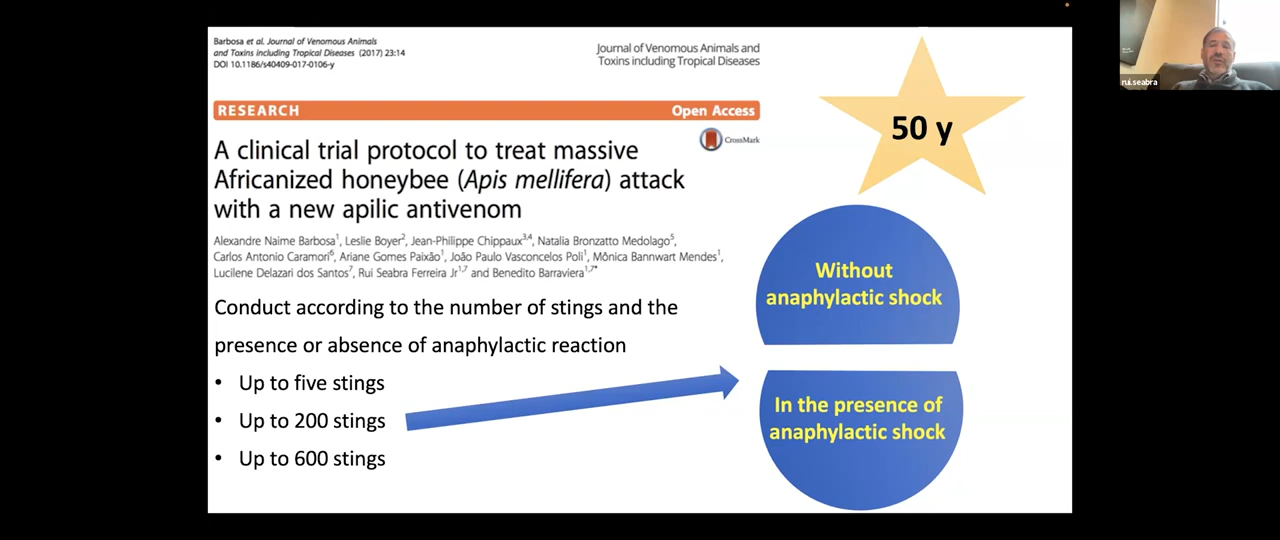 Barbosa et al. Journal of Venomous Animals
and Toxins including Tropical Diseases (2017) 23:14
DOI 10.1186/s40409-017-0106-y
Journal of Venomous Animals and
Toxins including Tropical Diseases
RESEARCH
Open Access
CrossMark
A clinical trial protocol to treat massive
Africanized honeybee (Apis mellifera) attack
with a new apilic antivenom
Alexandre Naime Barbosa1, Leslie Boyer2, Jean-Philippe Chippaux3,4, Natalia Bronzatto Medolago5,
Carlos Antonio Caramori6, Ariane Gomes Paixão1, João Paulo Vasconcelos Poli1, Mônica Bannwart Mendes1,
Lucilene Delazari dos Santos7, Rui Seabra Ferreira Jr1,7 and Benedito Barraviera1,7*
Conduct according to the number of stings and the
presence or absence of anaphylactic reaction
• Up to five stings
• Up to 200 stings
• Up to 600 stings
50 y
Without
anaphylactic shock
In the presence of
anaphylactic shock
rui.seabra